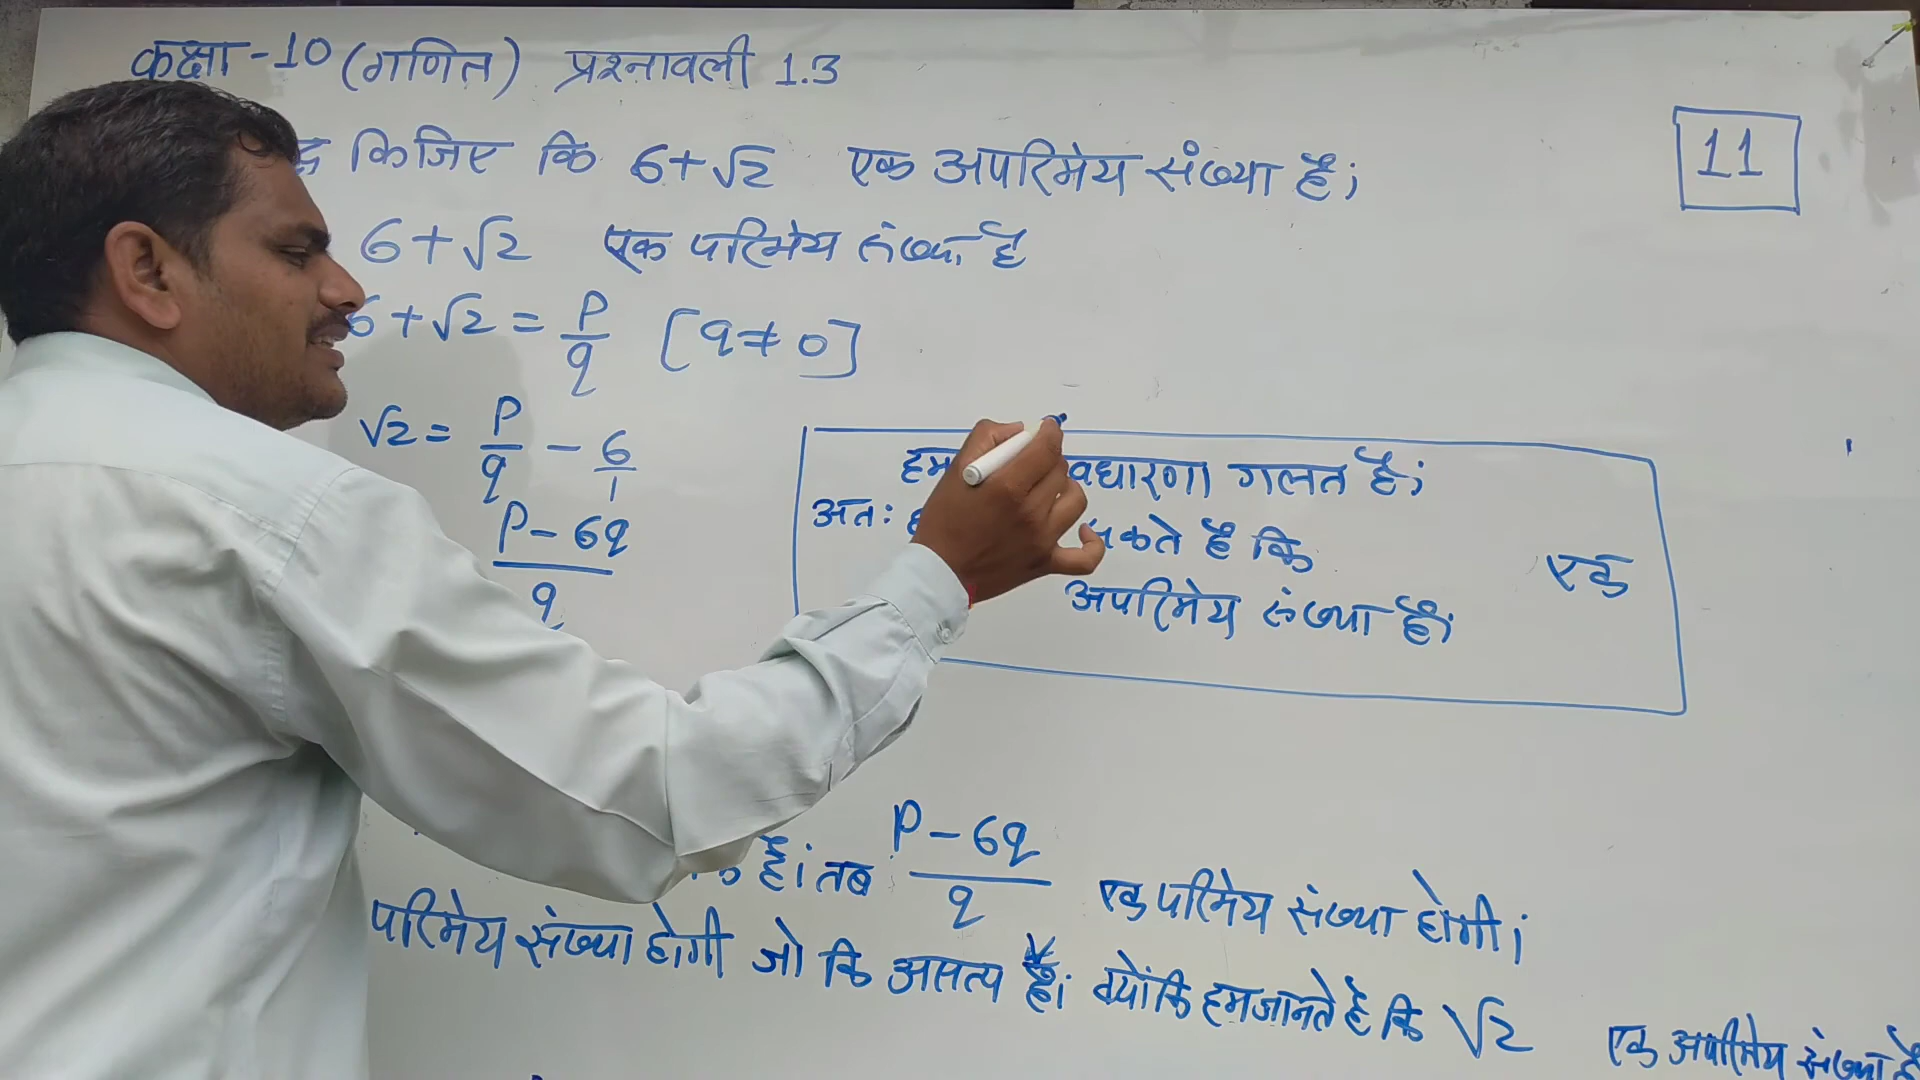 कक्षा -10 (गणित) प्रश्नावली 1.3
11
किजिए कि 6+√2 एक अपरिमेय संख्या है;
6+√2 एक परिमेय संख्या है
6+√2 = p/q [q≠0]
√2 = p/q - 6/1
p-6q/q
हम वधारणा गलत है;
अतः सकते है कि
एक
अपरिमेय संख्या है।
है। तब p-6q/q एक परिमेय संख्या होगी।
परिमेय संख्या होगी जो कि असत्य है। क्योंकि हम जानते है कि √2 एक अपरिमेय संख्या है